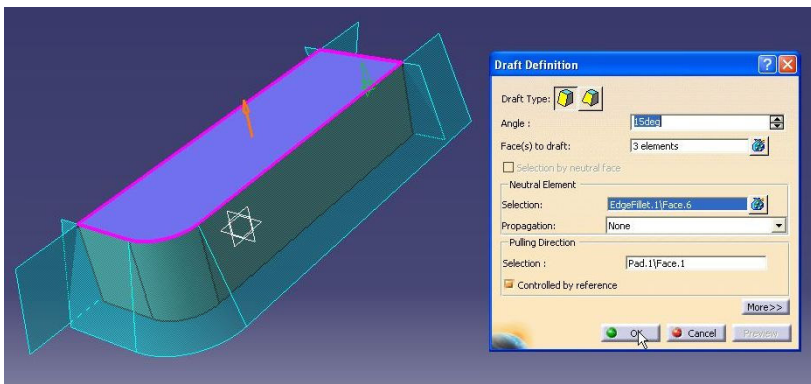 Draft Definition
Draft Type:
Angle : 15deg
Face(s) to draft: 3 elements
Selection by neutral face
Neutral Element
Selection: EdgeFillet.1\Face.6
Propagation: None
Pulling Direction
Selection : Pad.1\Face.1
Controlled by reference
More>>
OK Cancel Preview